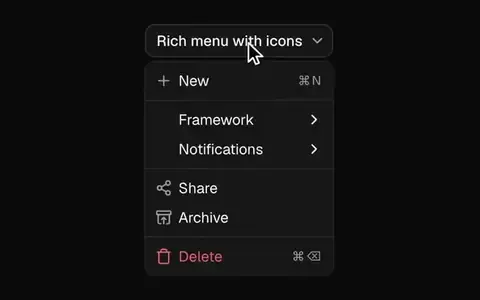 Rich menu with icons
New ⌘ N
Framework
Notifications
Share
Archive
Delete ⌘ ⌫